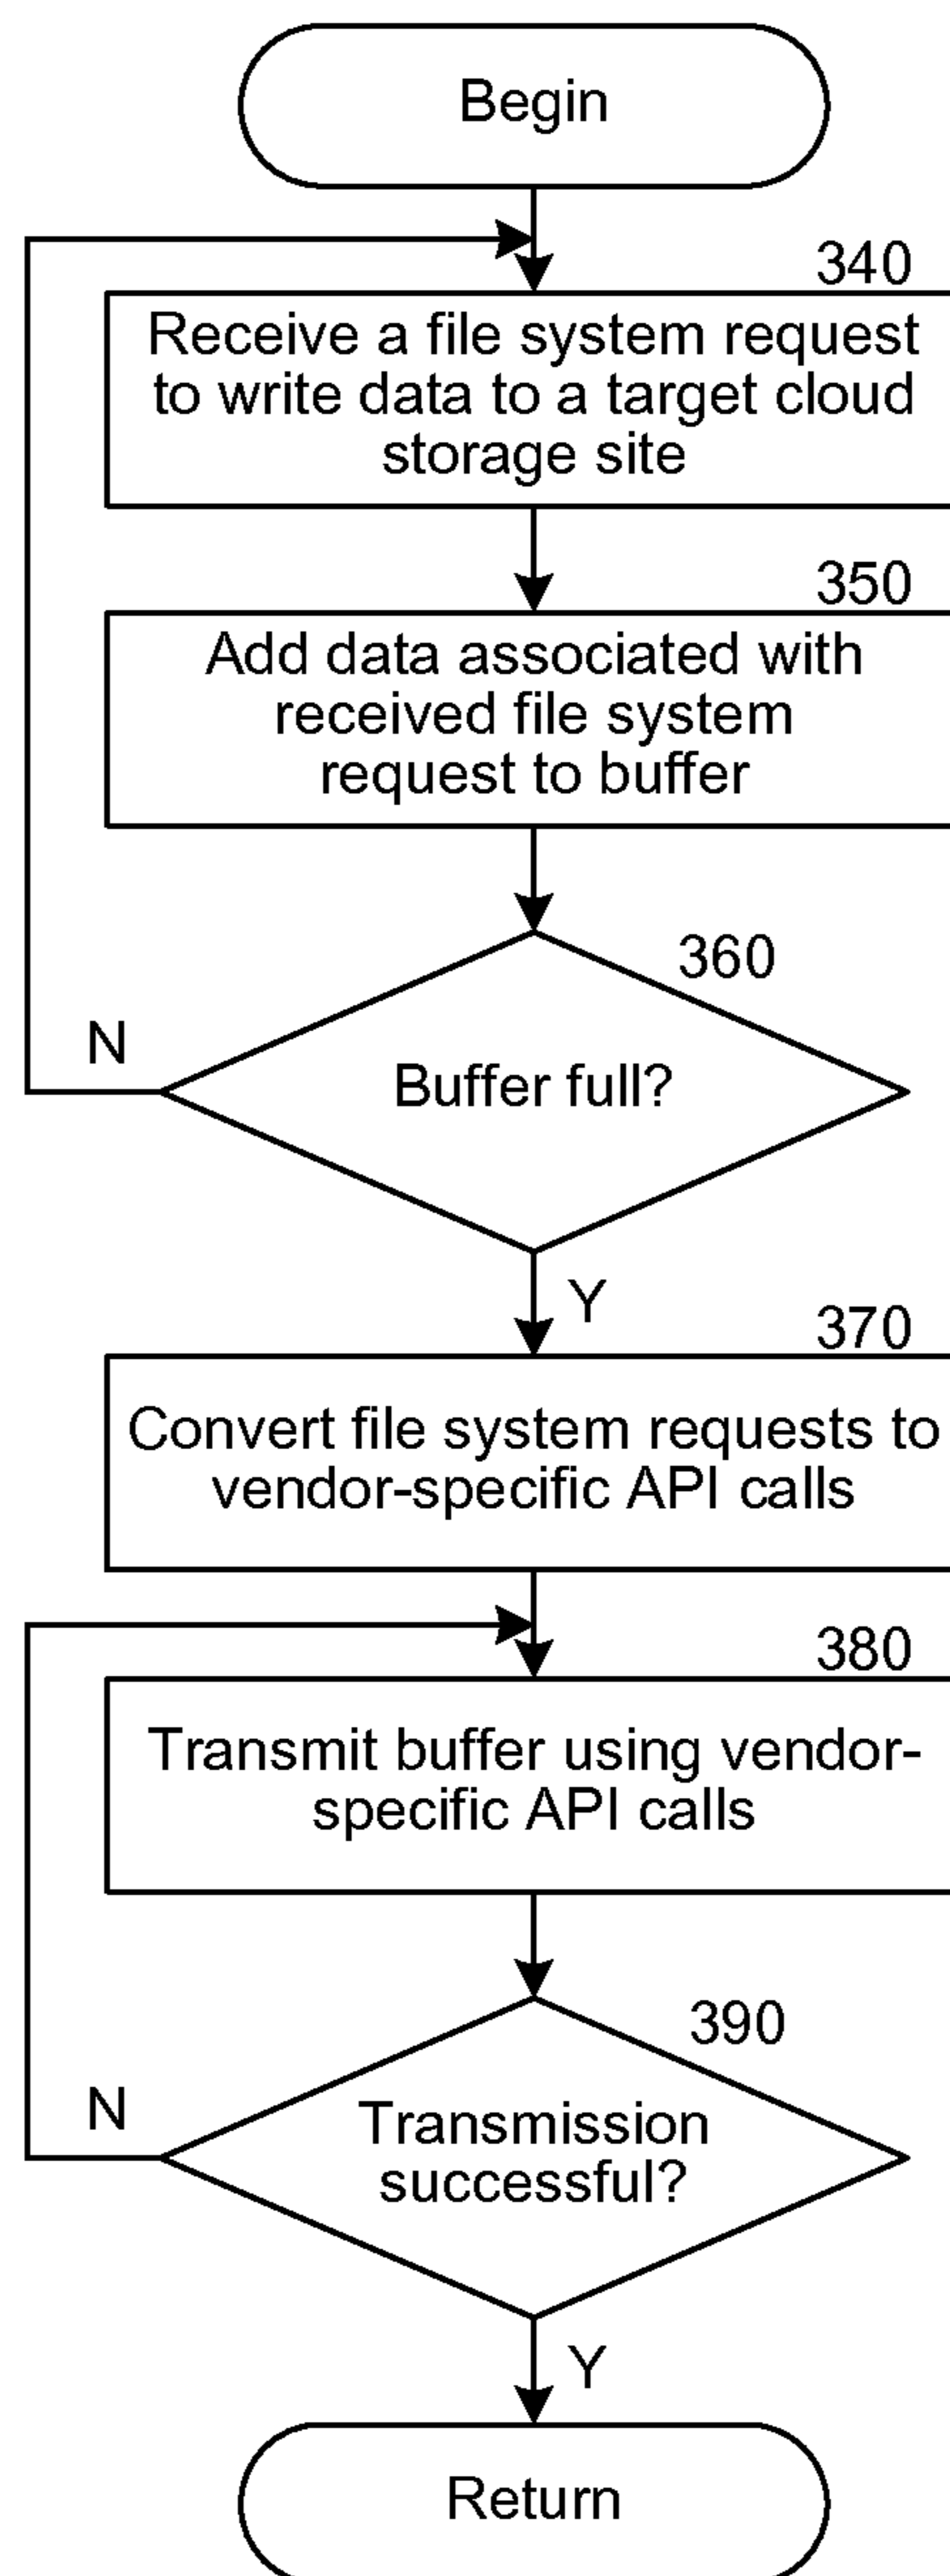 Begin
340
Receive a file system request
to write data to a target cloud
storage site
350
Add data associated with
received file system
request to buffer
360
N
Buffer full?
Y
370
Convert file system requests to
vendor-specific API calls
380
Transmit buffer using vendor-
specific API calls
390
N
Transmission
successful?
Y
Return